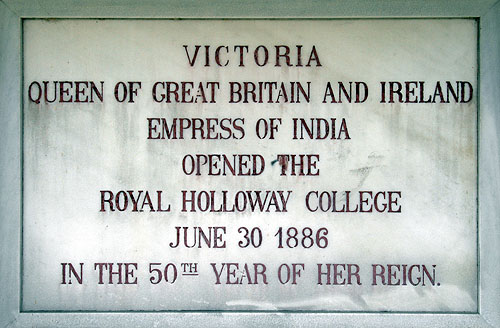 VICTORIA
QUEEN OF GREAT BRITAIN AND IRELAND
EMPRESS OF INDIA
OPENED THE
ROYAL HOLLOWAY COLLEGE
JUNE 30 1886
IN THE 50TH YEAR OF HER REIGN.